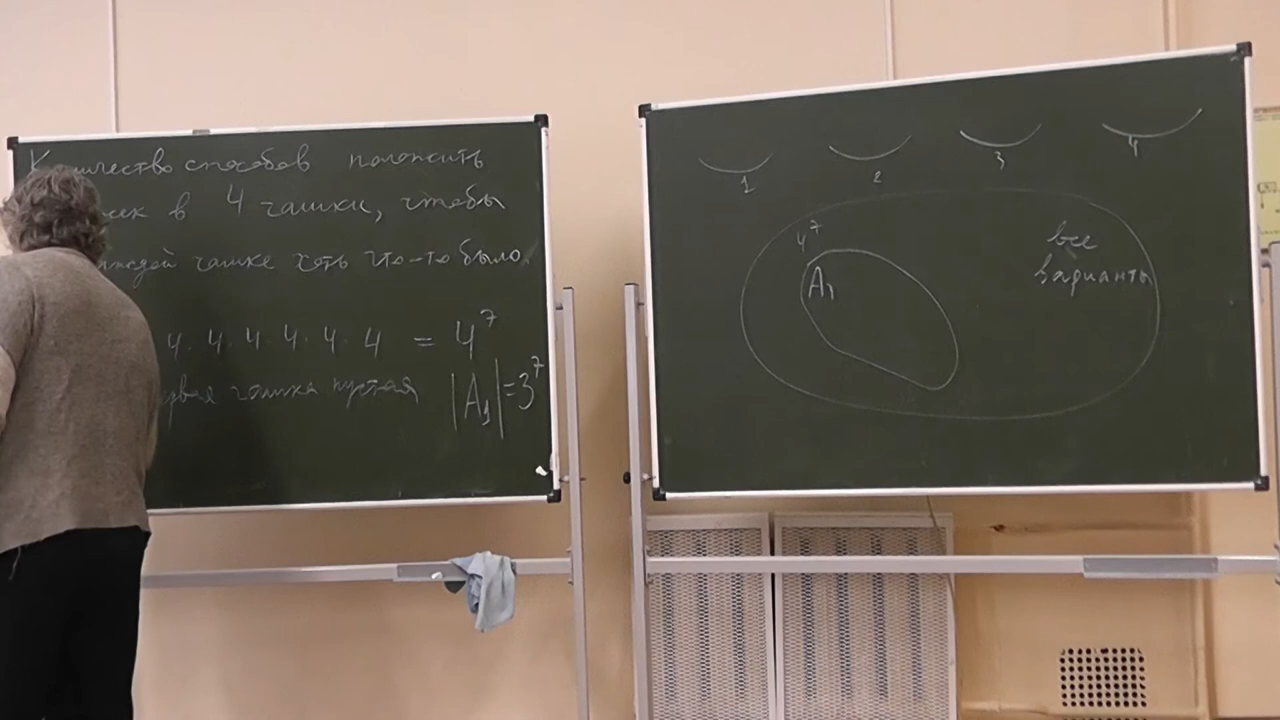 Количество способов положить
в 4 чашки, чтобы
чашке хоть что-то было.
4 · 4 · 4 · 4 · 4 · 4 = 4⁷
чашка пустая |A₁| = 3⁷
1 2 3 4
4⁷
A₁
все
варианты